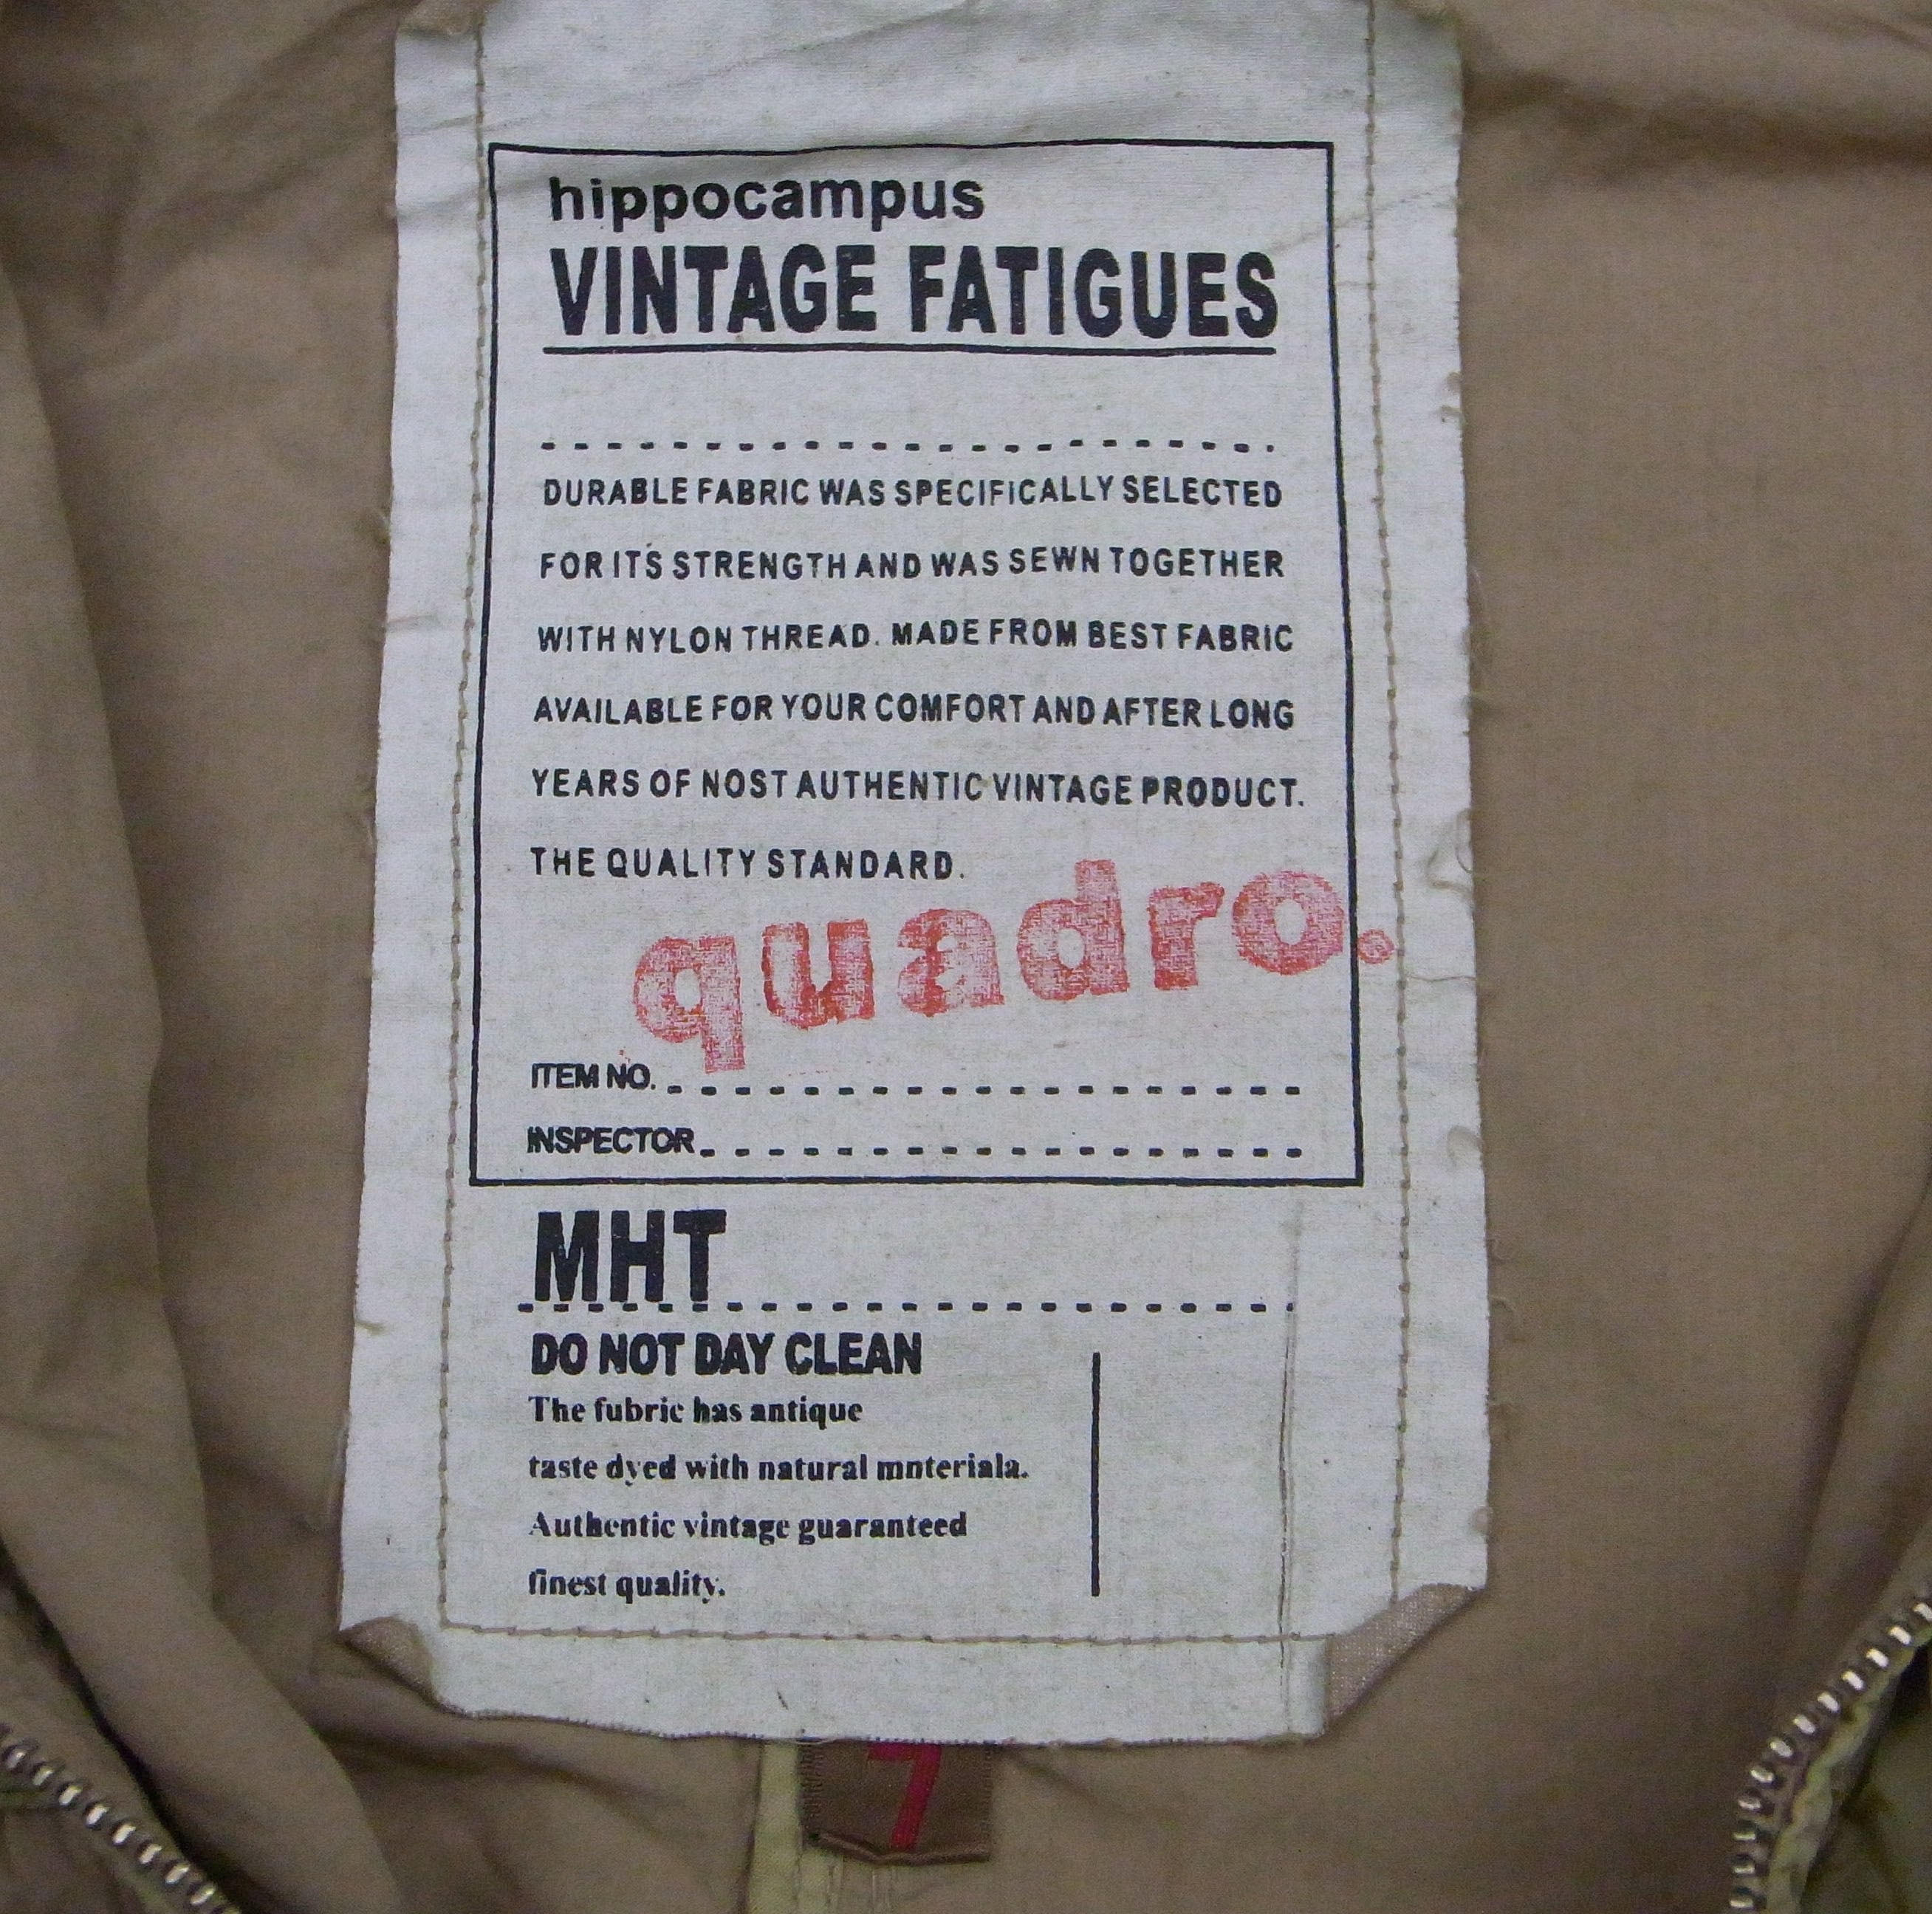 hippocampus
VINTAGE FATIGUES
DURABLE FABRIC WAS SPECIFICALLY SELECTED
FOR ITS STRENGTH AND WAS SEWN TOGETHER
WITH NYLON THREAD. MADE FROM BEST FABRIC
AVAILABLE FOR YOUR COMFORT AND AFTER LONG
YEARS OF NOST AUTHENTIC VINTAGE PRODUCT.
THE QUALITY STANDARD.
quadro.
ITEM NO.
INSPECTOR
MHT
DO NOT DAY CLEAN
The fubric has antique
taste dyed with natural mnteriala.
Authentic vintage guaranteed
finest quality.
7